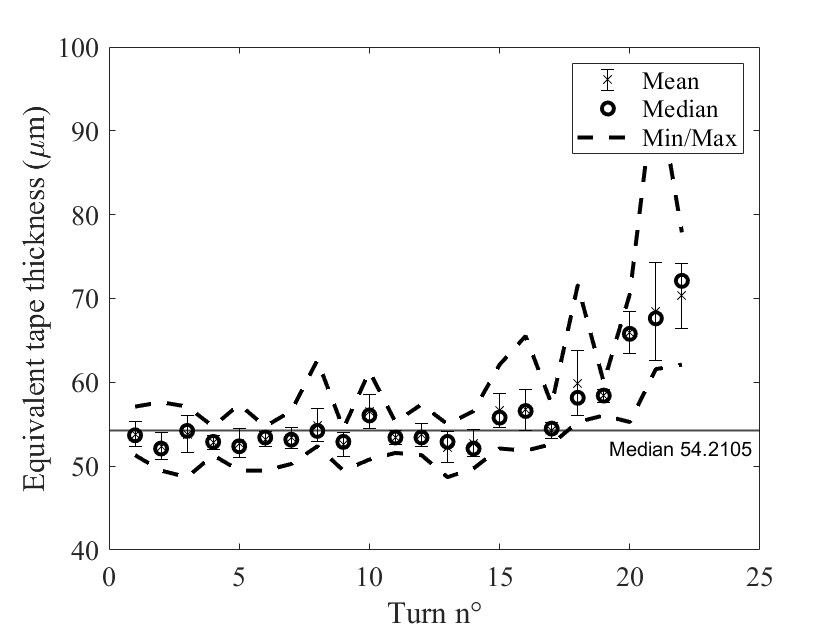 100
90
80
70
60
50
40
0 5 10 15 20 25
Equivalent tape thickness (μm)
Turn n°
Mean
Median
Min/Max
Median 54.2105